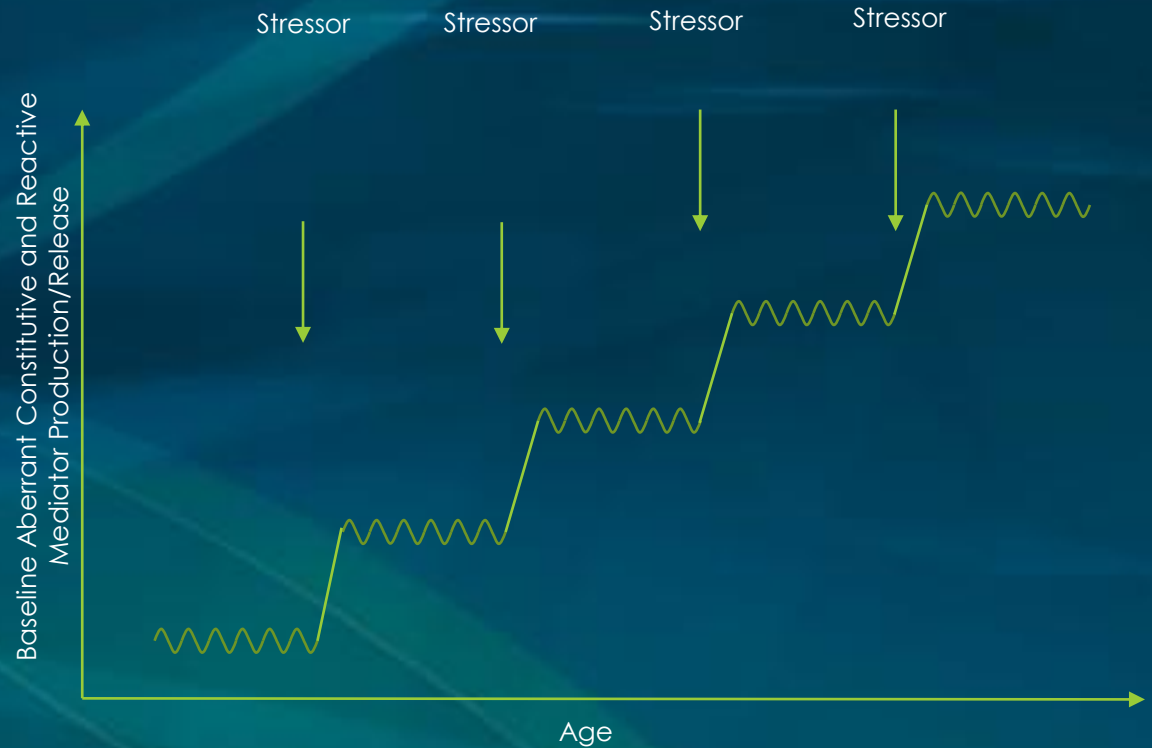 Stressor
Stressor
Stressor
Stressor
Baseline Aberrant Constitutive and Reactive
Mediator Production/Release
Age